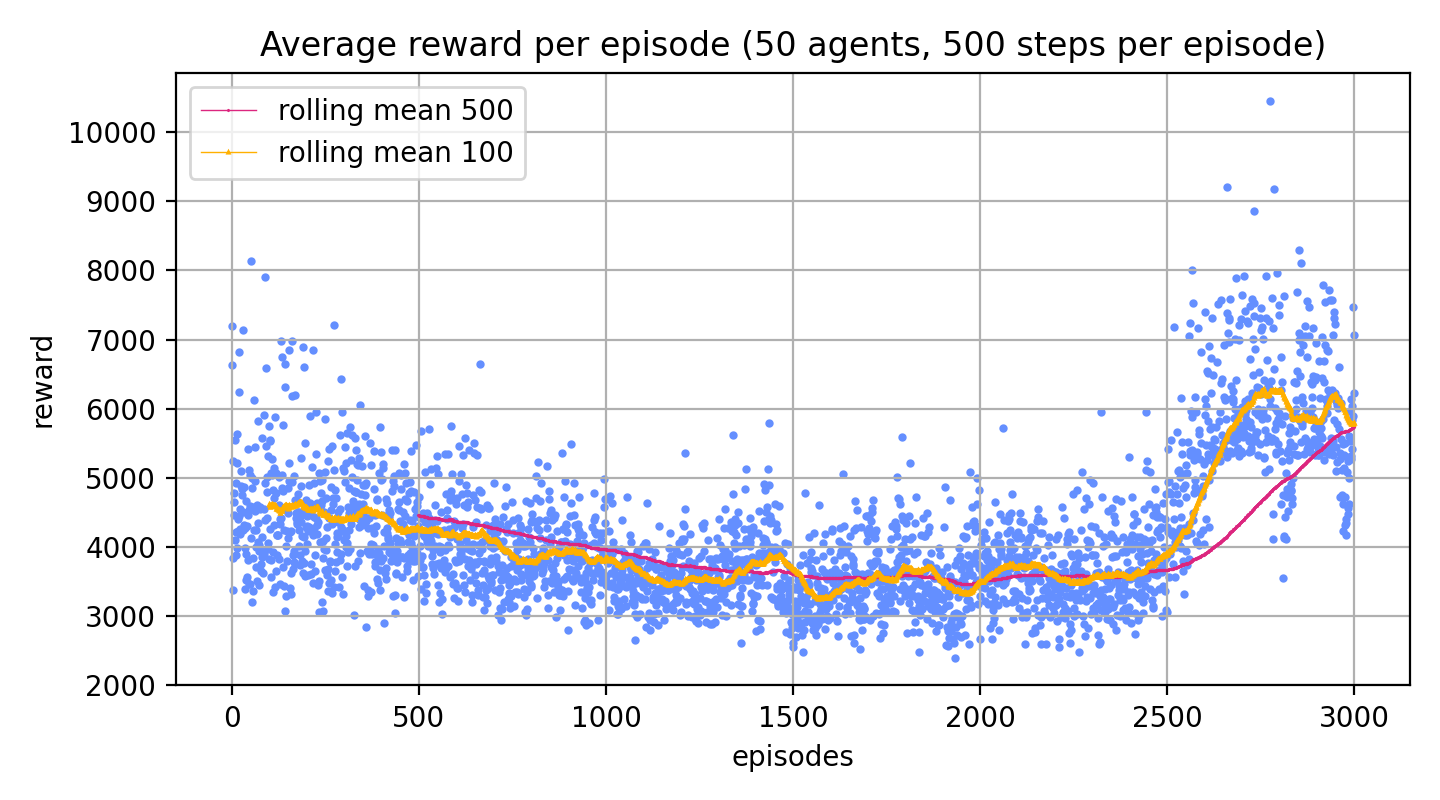 Average reward per episode (50 agents, 500 steps per episode)
rolling mean 500
rolling mean 100
reward
10000
9000
8000
7000
6000
5000
4000
3000
2000
0 500 1000 1500 2000 2500 3000
episodes